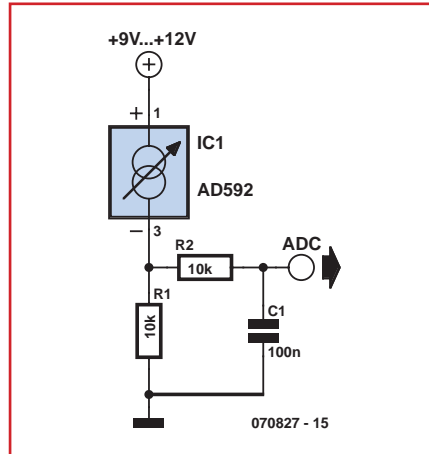 +9V...+12V
+ 1
IC1
AD592
− 3
R2
10k
ADC
R1
10k
C1
100n
070827 - 15